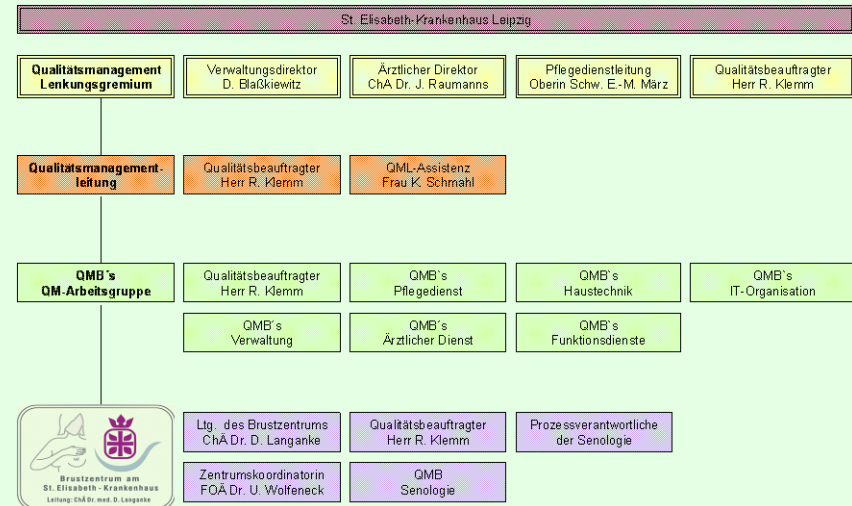 St. Elisabeth-Krankenhaus Leipzig
Qualitätsmanagement
Lenkungsgremium
Verwaltungsdirektor
D. Blaßkiewitz
Ärztlicher Direktor
ChA Dr. J. Raumanns
Pflegedienstleitung
Oberin Schw. E.-M. März
Qualitätsbeauftragter
Herr R. Klemm
Qualitätsmanagement-
leitung
Qualitätsbeauftragter
Herr R. Klemm
QML-Assistenz
Frau K. Schmahl
QMB´s
QM-Arbeitsgruppe
Qualitätsbeauftragter
Herr R. Klemm
QMB`s
Pflegedienst
QMB`s
Haustechnik
QMB`s
IT-Organisation
QMB´s
Verwaltung
QMB´s
Ärztlicher Dienst
QMB`s
Funktionsdienste
Brustzentrum am
St. Elisabeth - Krankenhaus
Leitung: ChÄ Dr. med. D. Langanke
Ltg. des Brustzentrums
ChÄ Dr. D. Langanke
Qualitätsbeauftragter
Herr R. Klemm
Prozessverantwortliche
der Senologie
Zentrumskoordinatorin
FOÄ Dr. U. Wolfeneck
QMB
Senologie